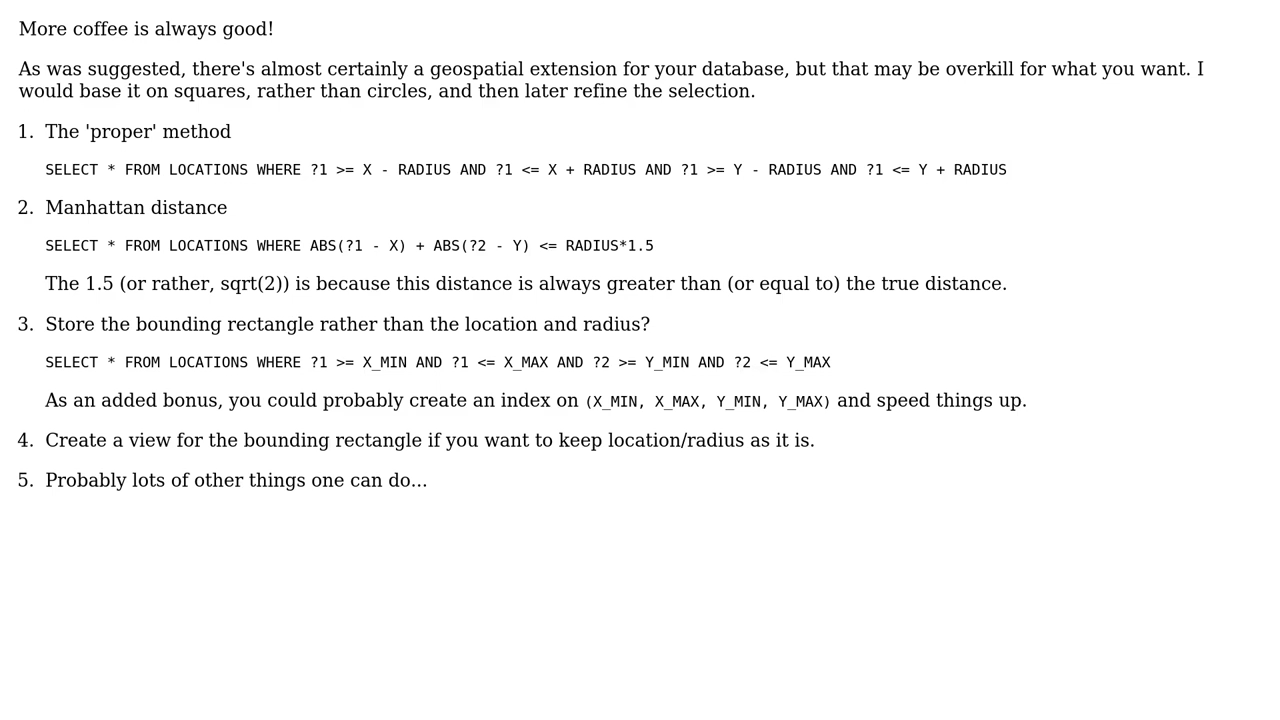 More coffee is always good!
As was suggested, there's almost certainly a geospatial extension for your database, but that may be overkill for what you want. I
would base it on squares, rather than circles, and then later refine the selection.
1. The 'proper' method
SELECT * FROM LOCATIONS WHERE ?1 >= X - RADIUS AND ?1 <= X + RADIUS AND ?1 >= Y - RADIUS AND ?1 <= Y + RADIUS
2. Manhattan distance
SELECT * FROM LOCATIONS WHERE ABS(?1 - X) + ABS(?2 - Y) <= RADIUS*1.5
The 1.5 (or rather, sqrt(2)) is because this distance is always greater than (or equal to) the true distance.
3. Store the bounding rectangle rather than the location and radius?
SELECT * FROM LOCATIONS WHERE ?1 >= X_MIN AND ?1 <= X_MAX AND ?2 >= Y_MIN AND ?2 <= Y_MAX
As an added bonus, you could probably create an index on (X_MIN, X_MAX, Y_MIN, Y_MAX) and speed things up.
4. Create a view for the bounding rectangle if you want to keep location/radius as it is.
5. Probably lots of other things one can do...